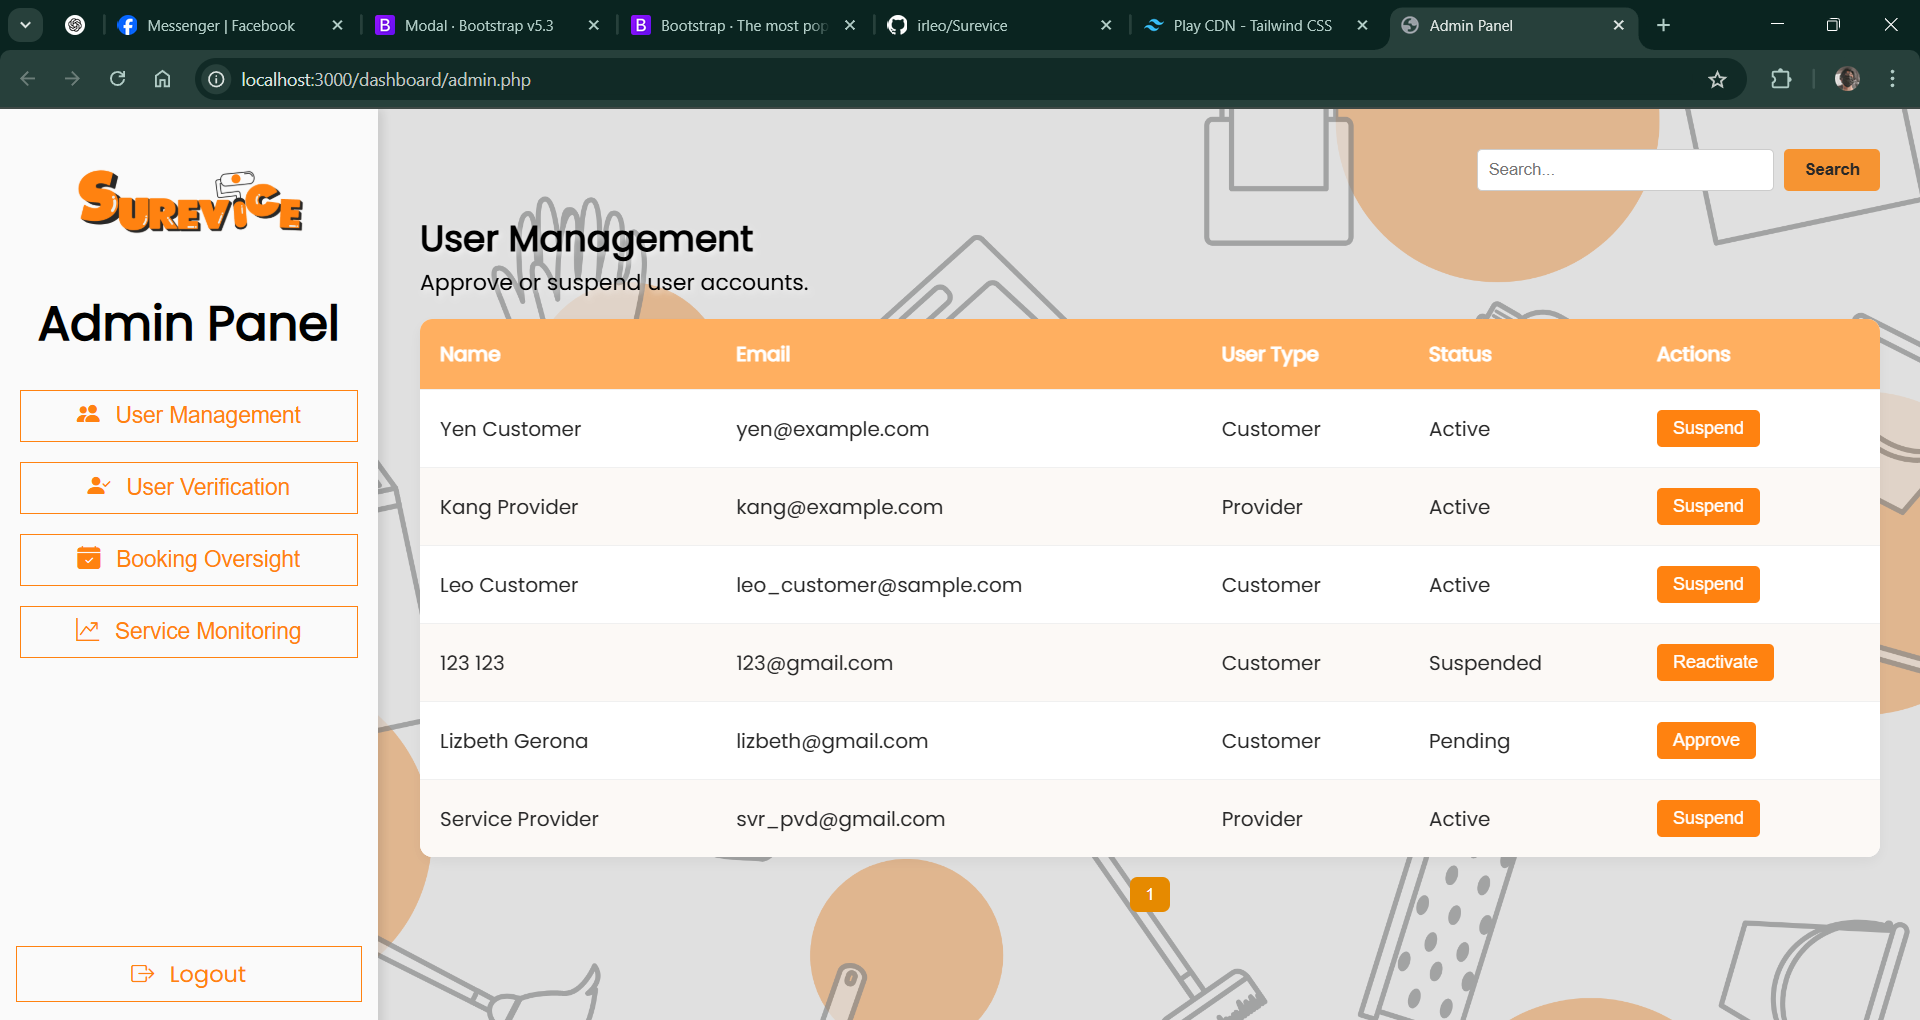 Messenger | Facebook
Modal · Bootstrap v5.3
Bootstrap · The most pop
irleo/Surevice
Play CDN - Tailwind CSS
Admin Panel
localhost:3000/dashboard/admin.php
SUREVICE
Admin Panel
User Management
User Verification
Booking Oversight
Service Monitoring
Logout
Search...
Search
User Management
Approve or suspend user accounts.
Name Email User Type Status Actions
Yen Customer yen@example.com Customer Active Suspend
Kang Provider kang@example.com Provider Active Suspend
Leo Customer leo_customer@sample.com Customer Active Suspend
123 123 123@gmail.com Customer Suspended Reactivate
Lizbeth Gerona lizbeth@gmail.com Customer Pending Approve
Service Provider svr_pvd@gmail.com Provider Active Suspend
1